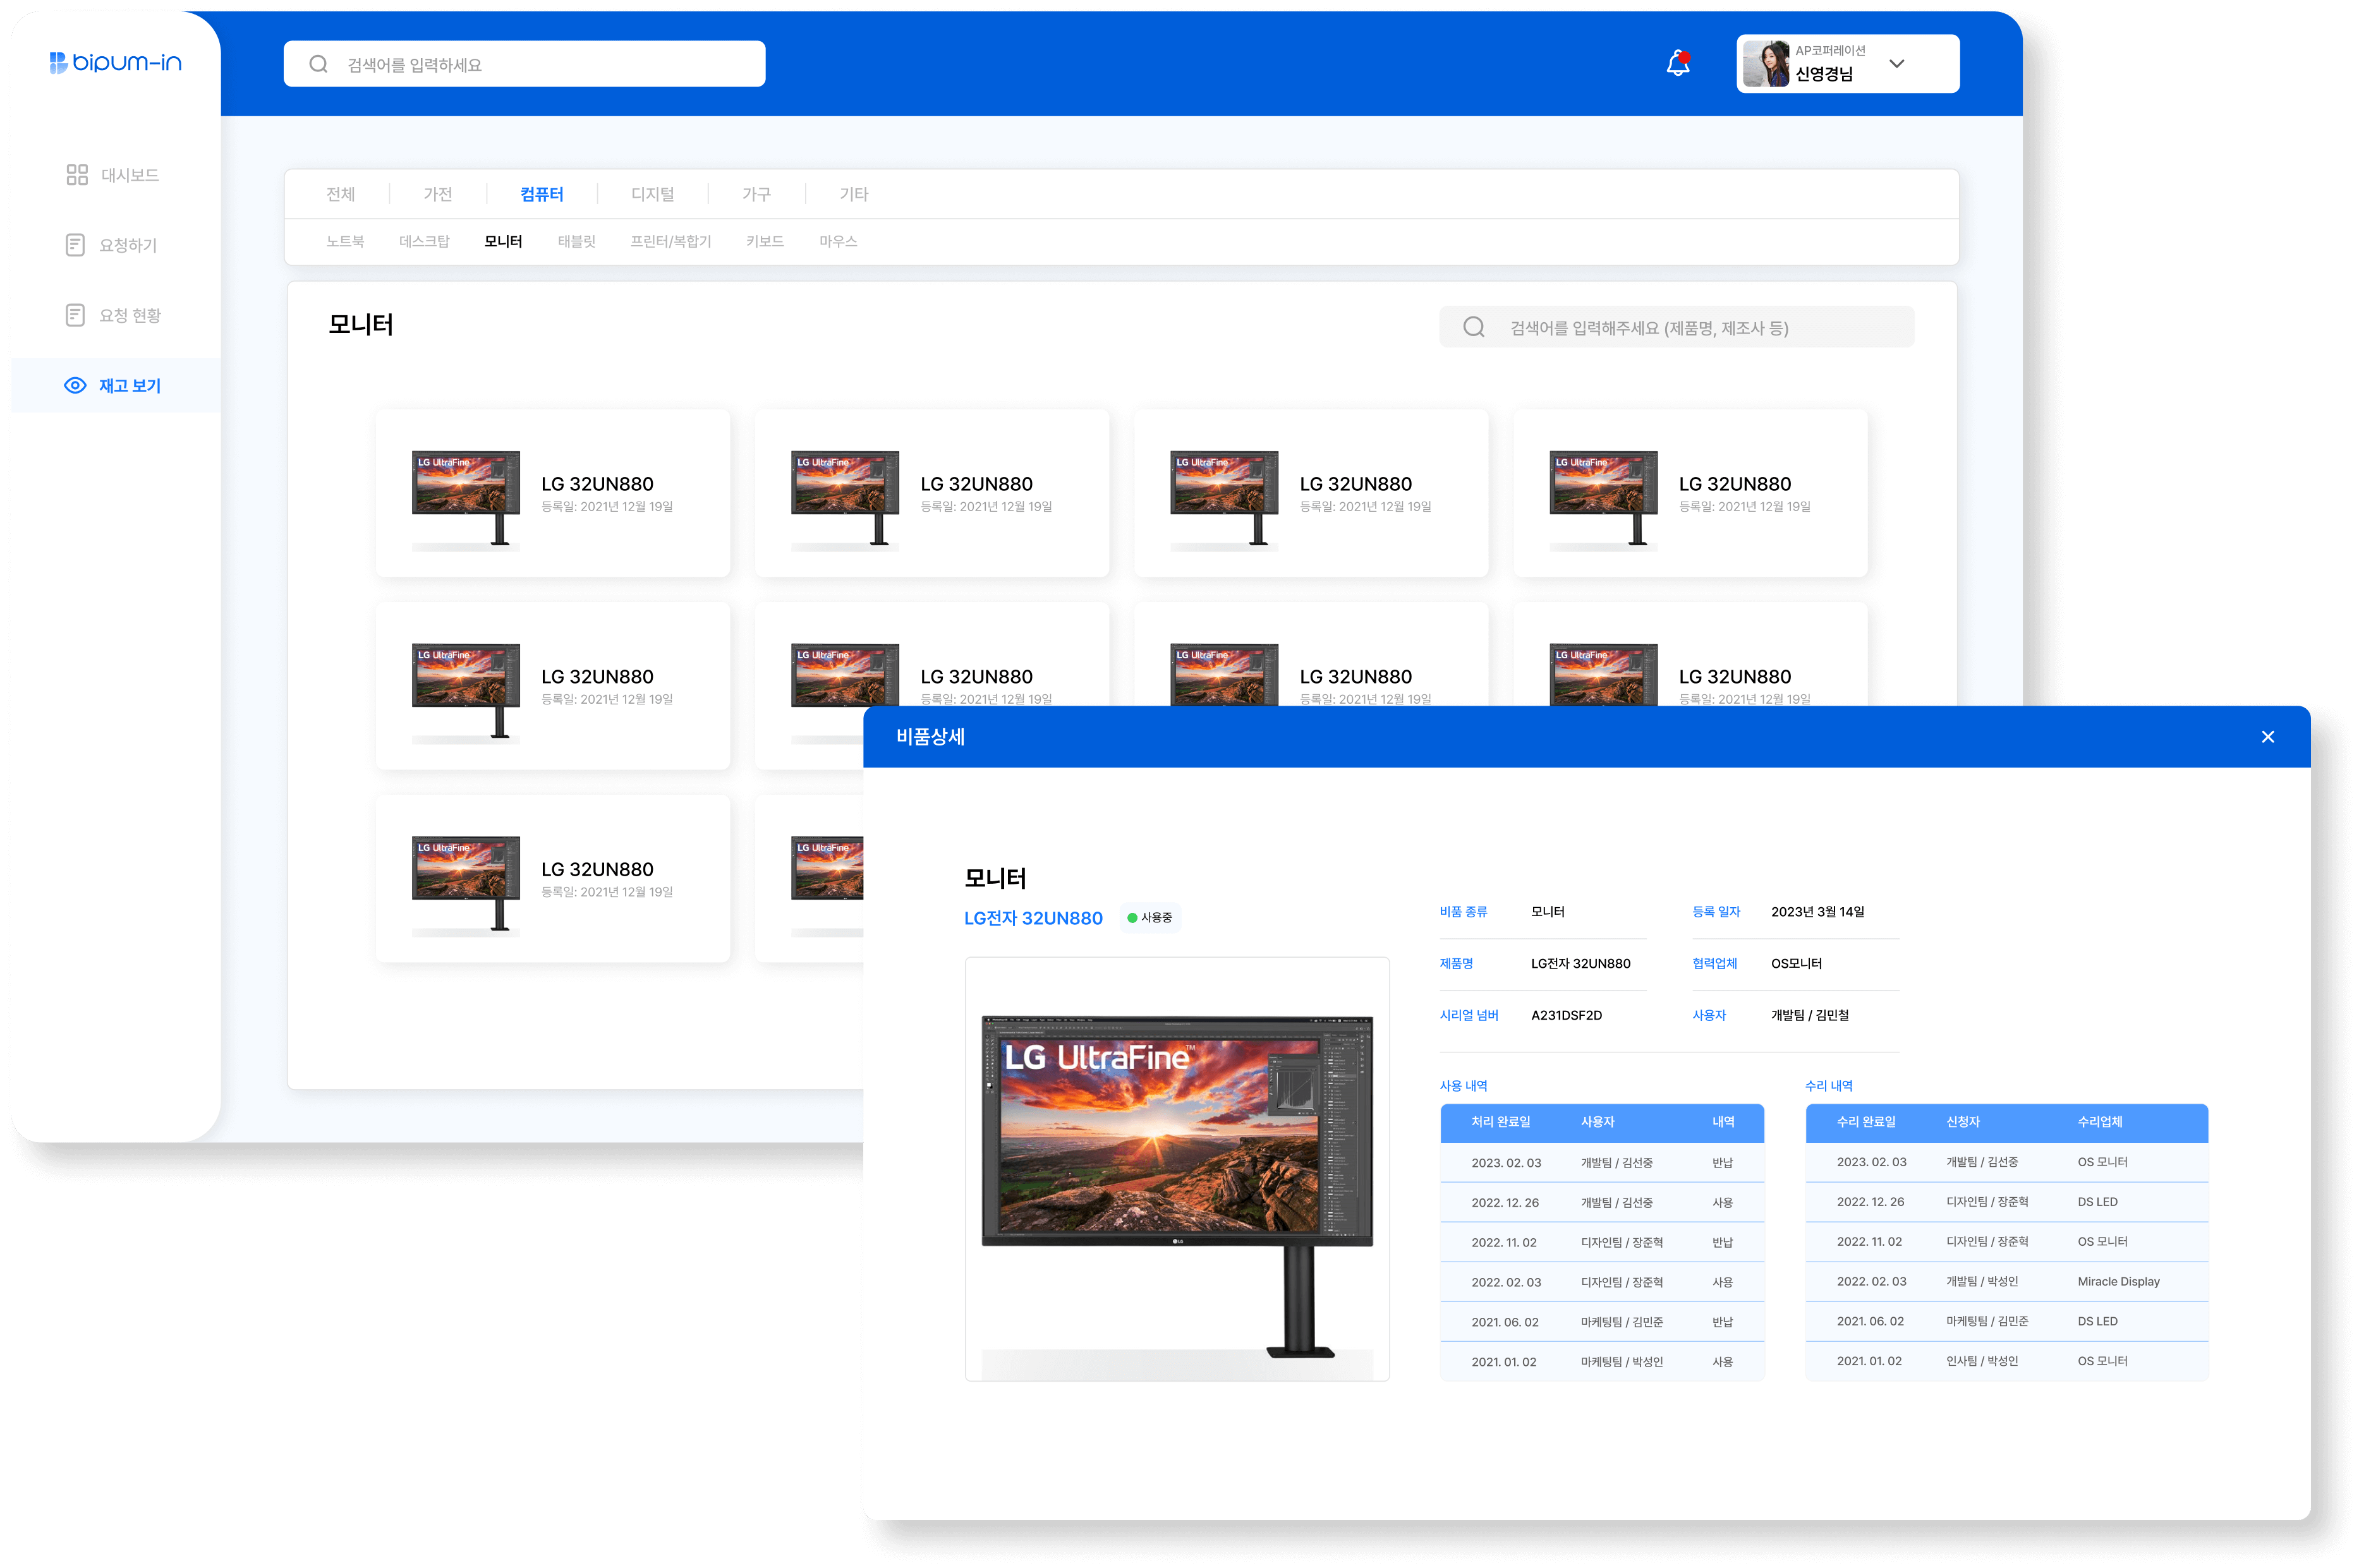 bipum-in
검색어를 입력하세요
AP코퍼레이션
신영경님
대시보드
요청하기
요청 현황
재고 보기
전체 가전 컴퓨터 디지털 가구 기타
노트북 데스크탑 모니터 태블릿 프린터/복합기 키보드 마우스
모니터
검색어를 입력해주세요 (제품명, 제조사 등)
LG UltraFine LG UltraFine LG UltraFine LG UltraFine
LG 32UN880 LG 32UN880 LG 32UN880 LG 32UN880
등록일: 2021년 12월 19일 등록일: 2021년 12월 19일 등록일: 2021년 12월 19일 등록일: 2021년 12월 19일
LG UltraFine LG UltraFine LG UltraFine LG UltraFine
LG 32UN880 LG 32UN880 LG 32UN880 LG 32UN880
등록일: 2021년 12월 19일 등록일: 2021년 12월 19일 등록일: 2021년 12월 19일 등록일: 2021년 12월 19일
LG UltraFine LG UltraFine
LG 32UN880
등록일: 2021년 12월 19일
비품상세
모니터
LG전자 32UN880 사용중
LG UltraFine™
LG
비품 종류 모니터 등록 일자 2023년 3월 14일
제품명 LG전자 32UN880 협력업체 OS모니터
시리얼 넘버 A231DSF2D 사용자 개발팀 / 김민철
사용 내역
처리 완료일 사용자 내역
2023. 02. 03 개발팀 / 김선중 반납
2022. 12. 26 개발팀 / 김선중 사용
2022. 11. 02 디자인팀 / 장준혁 반납
2022. 02. 03 디자인팀 / 장준혁 사용
2021. 06. 02 마케팅팀 / 김민준 반납
2021. 01. 02 마케팅팀 / 박성인 사용
수리 내역
수리 완료일 신청자 수리업체
2023. 02. 03 개발팀 / 김선중 OS 모니터
2022. 12. 26 디자인팀 / 장준혁 DS LED
2022. 11. 02 디자인팀 / 장준혁 OS 모니터
2022. 02. 03 개발팀 / 박성인 Miracle Display
2021. 06. 02 마케팅팀 / 김민준 DS LED
2021. 01. 02 인사팀 / 박성인 OS 모니터